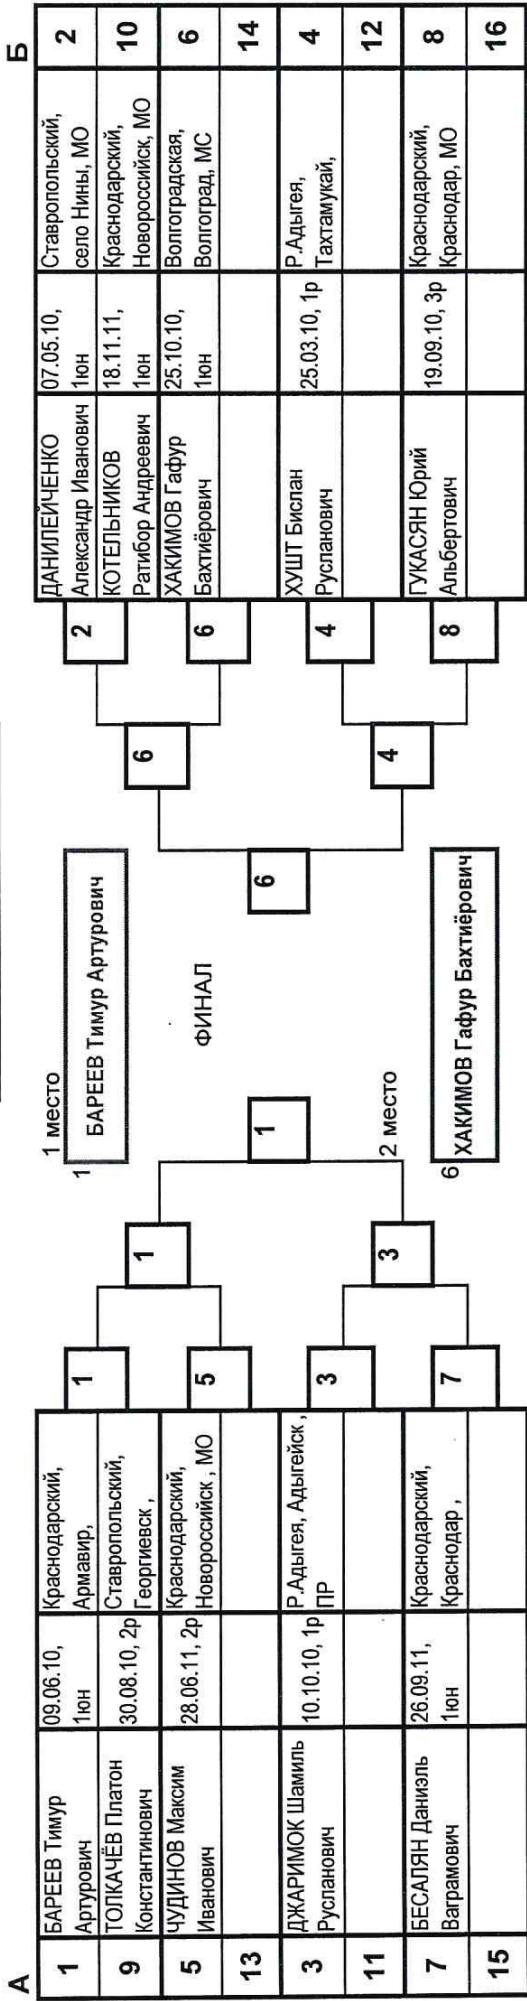 А
1
БАРЕЕВ Тимур
Артурович
09.06.10,
1юн
Краснодарский,
Армавир,
9
ТОЛКАЧЁВ Платон
Константинович
30.08.10, 2р
Ставропольский,
Георгиевск ,
5
ЧУДИНОВ Максим
Иванович
28.06.11, 2р
Краснодарский,
Новороссийск , МО
13
3
ДЖАРИМОК Шамиль
Русланович
10.10.10, 1р
Р.Адыгея, Адыгейск ,
ПР
11
7
БЕСАЛЯН Даниэль
Ваграмович
26.09.11,
1юн
Краснодарский,
Краснодар ,
15
1
5
3
7
1
3
1
1 место
1
БАРЕЕВ Тимур Артурович
ФИНАЛ
2 место
6
ХАКИМОВ Гафур Бахтиёрович
6
6
4
2
6
4
8
Б
ДАНИЛЕЙЧЕНКО
Александр Иванович
07.05.10,
1юн
Ставропольский,
село Нины, МО
2
КОТЕЛЬНИКОВ
Ратибор Андреевич
18.11.11,
1юн
Краснодарский,
Новороссийск, МО
10
ХАКИМОВ Гафур
Бахтиёрович
25.10.10,
1юн
Волгоградская,
Волгоград, МС
6
14
ХУШТ Бислан
Русланович
25.03.10, 1р
Р.Адыгея,
Тахтамукай,
4
12
ГУКАСЯН Юрий
Альбертович
19.09.10, 3р
Краснодарский,
Краснодар, МО
8
16